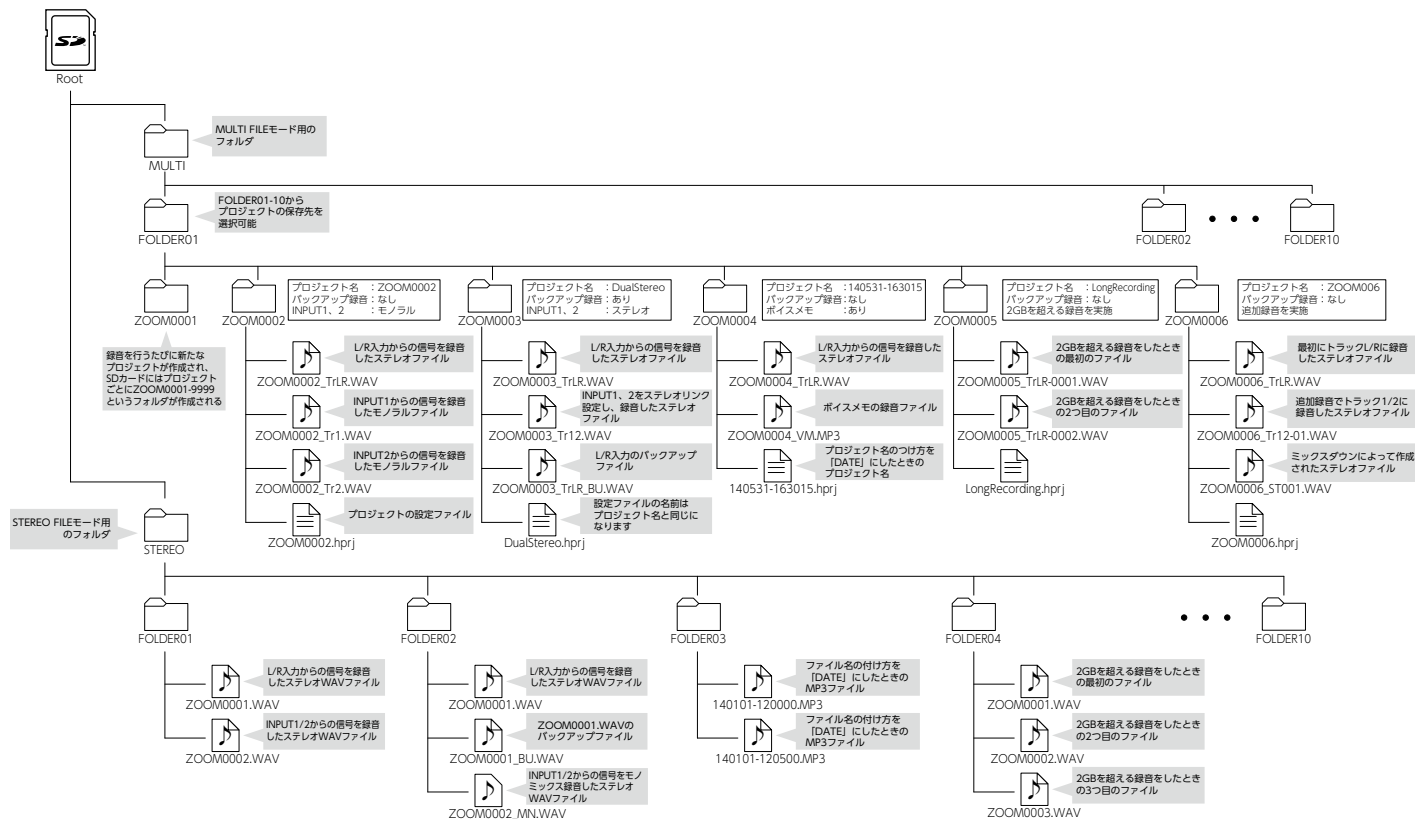 SD
Root
MULTI
MULTI FILEモード用の
フォルダ
FOLDER01
FOLDER01-10から
プロジェクトの保存先を
選択可能
FOLDER02
FOLDER10
ZOOM0001
録音を行うたびに新たな
プロジェクトが作成され、
SDカードにはプロジェクト
ごとにZOOM0001-9999
というフォルダが作成される
ZOOM0002
プロジェクト名 :ZOOM0002
バックアップ録音:なし
INPUT1、2 :モノラル
L/R入力からの信号を録音
したステレオファイル
ZOOM0002_TrLR.WAV
INPUT1からの信号を録音
したモノラルファイル
ZOOM0002_Tr1.WAV
INPUT2からの信号を録音
したモノラルファイル
ZOOM0002_Tr2.WAV
プロジェクトの設定ファイル
ZOOM0002.hprj
ZOOM0003
プロジェクト名 :DualStereo
バックアップ録音:あり
INPUT1、2 :ステレオ
L/R入力からの信号を録音
したステレオファイル
ZOOM0003_TrLR.WAV
INPUT1、2をステレオリンク
設定し、録音したステレオ
ファイル
ZOOM0003_Tr12.WAV
L/R入力のバックアップ
ファイル
ZOOM0003_TrLR_BU.WAV
設定ファイルの名前は
プロジェクト名と同じに
なります
DualStereo.hprj
ZOOM0004
プロジェクト名 :140531-163015
バックアップ録音:なし
ボイスメモ :あり
L/R入力からの信号を録音した
ステレオファイル
ZOOM0004_TrLR.WAV
ボイスメモの録音ファイル
ZOOM0004_VM.MP3
プロジェクト名のつけ方を
「DATE」にしたときの
プロジェクト名
140531-163015.hprj
ZOOM0005
プロジェクト名 :LongRecording
バックアップ録音:なし
2GBを超える録音を実施
2GBを超える録音をしたとき
の最初のファイル
ZOOM0005_TrLR-0001.WAV
2GBを超える録音をしたとき
の2つ目のファイル
ZOOM0005_TrLR-0002.WAV
LongRecording.hprj
ZOOM0006
プロジェクト名 :ZOOM006
バックアップ録音:なし
追加録音を実施
最初にトラックL/Rに録音
したステレオファイル
ZOOM0006_TrLR.WAV
追加録音でトラック1/2に
録音したステレオファイル
ZOOM0006_Tr12-01.WAV
ミックスダウンによって作成
されたステレオファイル
ZOOM0006_ST001.WAV
ZOOM0006.hprj
STEREO FILEモード用
のフォルダ
STEREO
FOLDER01
L/R入力からの信号を録音
したステレオWAVファイル
ZOOM0001.WAV
INPUT1/2からの信号を録音
したステレオWAVファイル
ZOOM0002.WAV
FOLDER02
L/R入力からの信号を録音
したステレオWAVファイル
ZOOM0001.WAV
ZOOM0001.WAVの
バックアップファイル
ZOOM0001_BU.WAV
INPUT1/2からの信号をモノ
ミックス録音したステレオ
WAVファイル
ZOOM0002_MN.WAV
FOLDER03
ファイル名の付け方を
「DATE」にしたときの
MP3ファイル
140101-120000.MP3
ファイル名の付け方を
「DATE」にしたときの
MP3ファイル
140101-120500.MP3
FOLDER04
2GBを超える録音をしたとき
の最初のファイル
ZOOM0001.WAV
2GBを超える録音をしたとき
の2つ目のファイル
ZOOM0002.WAV
2GBを超える録音をしたとき
の3つ目のファイル
ZOOM0003.WAV
FOLDER10